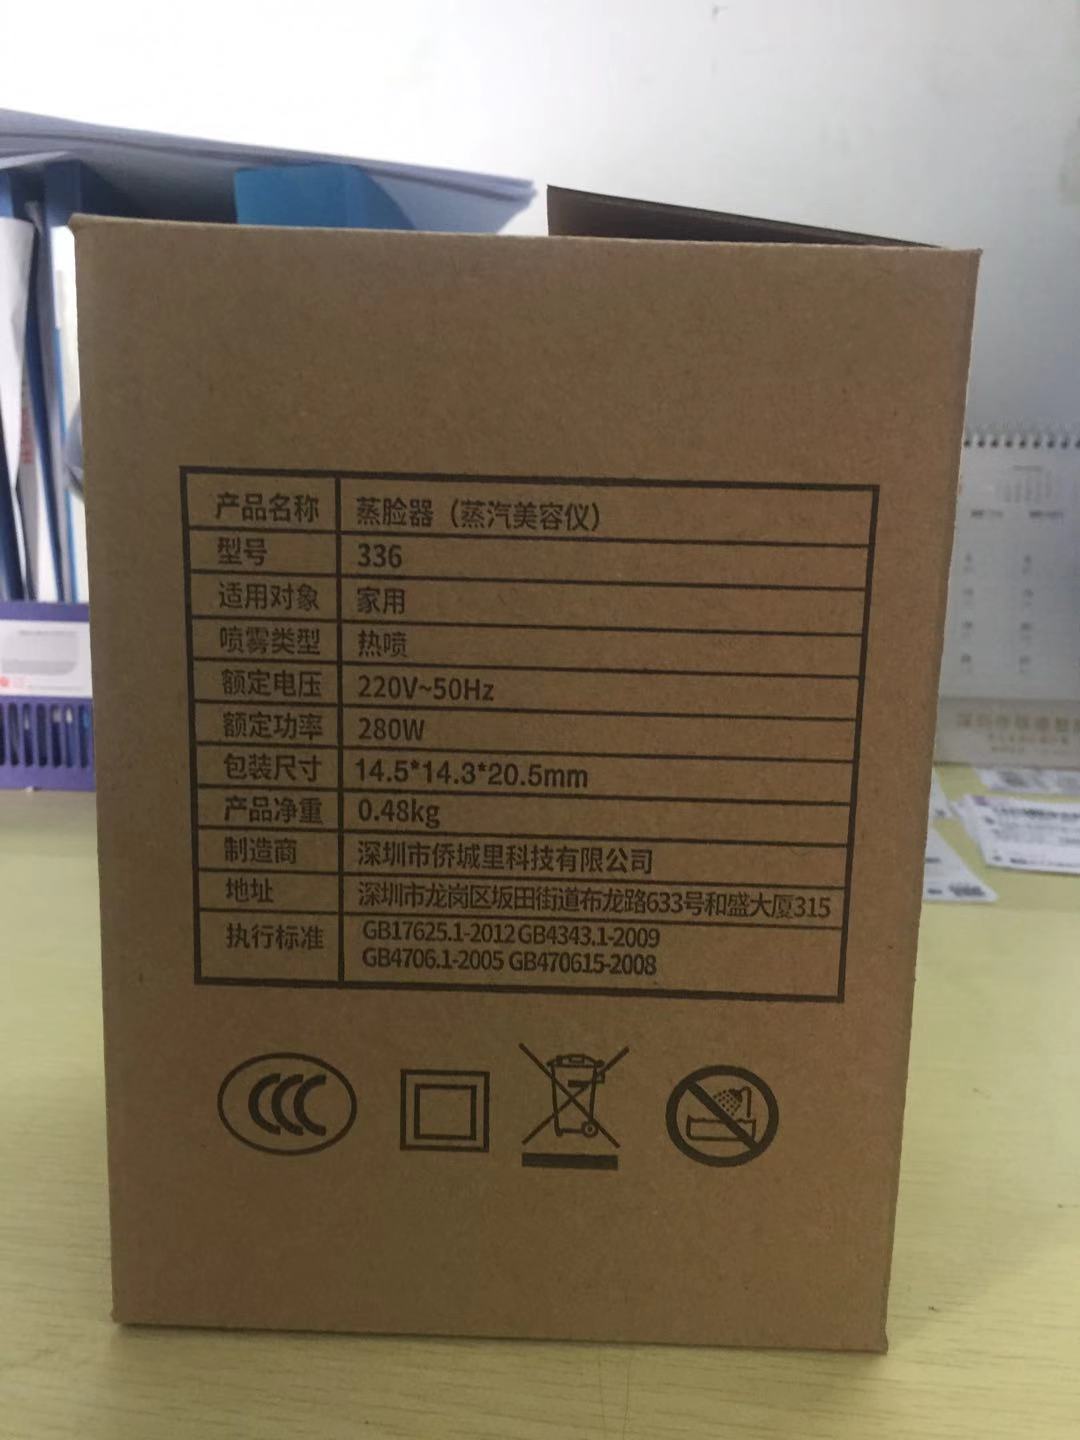 产品名称 蒸脸器（蒸汽美容仪）
型号 336
适用对象 家用
喷雾类型 热喷
额定电压 220V~50Hz
额定功率 280W
包装尺寸 14.5*14.3*20.5mm
产品净重 0.48kg
制造商 深圳市侨城里科技有限公司
地址 深圳市龙岗区坂田街道布龙路633号和盛大厦315
执行标准 GB17625.1-2012 GB4343.1-2009
GB4706.1-2005 GB470615-2008
CCC